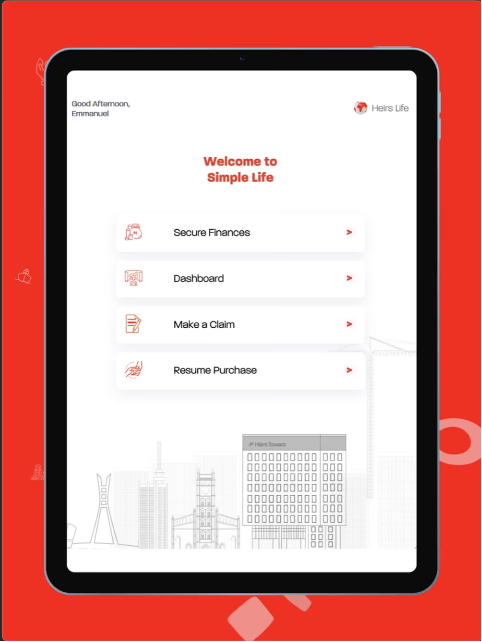 Good Afternoon,
Emmanuel
Heirs Life
Welcome to
Simple Life
Secure Finances
>
Dashboard
>
Make a Claim
>
Resume Purchase
>
Heirs Towers